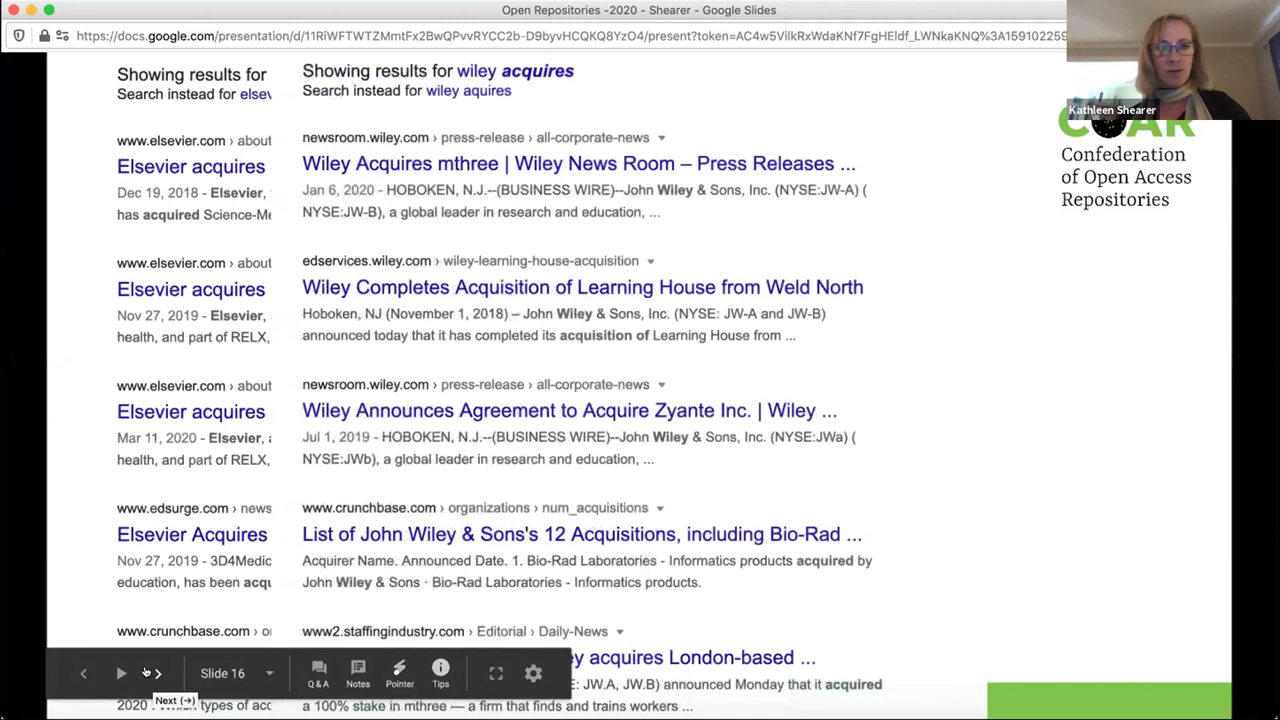 Open Repositories -2020 - Shearer - Google Slides
https://docs.google.com/presentation/d/11RiWFTWTZMmtFx2BwQPvvRYCC2b-D9byvHCQKQ8YzO4/present?token=AC4w5VilkRxWdaKNf7FgHEldf_LWNkaKNQ%3A15910225
Kathleen Shearer
COAR
Confederation
of Open Access
Repositories
Showing results for
Search instead for elsev
www.elsevier.com › about
Elsevier acquires
Dec 19, 2018 - Elsevier,
has acquired Science-Me
www.elsevier.com › about
Elsevier acquires
Nov 27, 2019 - Elsevier,
health, and part of RELX,
www.elsevier.com › about
Elsevier acquires
Mar 11, 2020 - Elsevier, a
health, and part of RELX,
www.edsurge.com › news
Elsevier Acquires
Nov 27, 2019 - 3D4Medic
education, has been acqu
www.crunchbase.com › or
2020 . Which types of acc
Showing results for wiley acquires
Search instead for wiley aquires
newsroom.wiley.com › press-release › all-corporate-news
Wiley Acquires mthree | Wiley News Room – Press Releases ...
Jan 6, 2020 - HOBOKEN, N.J.--(BUSINESS WIRE)--John Wiley & Sons, Inc. (NYSE:JW-A) (
NYSE:JW-B), a global leader in research and education, ...
edservices.wiley.com › wiley-learning-house-acquisition
Wiley Completes Acquisition of Learning House from Weld North
Hoboken, NJ (November 1, 2018) – John Wiley & Sons, Inc. (NYSE: JW-A and JW-B)
announced today that it has completed its acquisition of Learning House from ...
newsroom.wiley.com › press-release › all-corporate-news
Wiley Announces Agreement to Acquire Zyante Inc. | Wiley ...
Jul 1, 2019 - HOBOKEN, N.J.--(BUSINESS WIRE)--John Wiley & Sons, Inc. (NYSE:JWa) (
NYSE:JWb), a global leader in research and education, ...
www.crunchbase.com › organizations › num_acquisitions
List of John Wiley & Sons's 12 Acquisitions, including Bio-Rad ...
Acquirer Name. Announced Date. 1. Bio-Rad Laboratories - Informatics products acquired by
John Wiley & Sons · Bio-Rad Laboratories - Informatics products.
www2.staffingindustry.com › Editorial › Daily-News
y acquires London-based ...
E: JW.A, JW.B) announced Monday that it acquired
a 100% stake in mthree — a firm that finds and trains workers ...
Slide 16
Q & A
Notes
Pointer
Tips
Next (→)